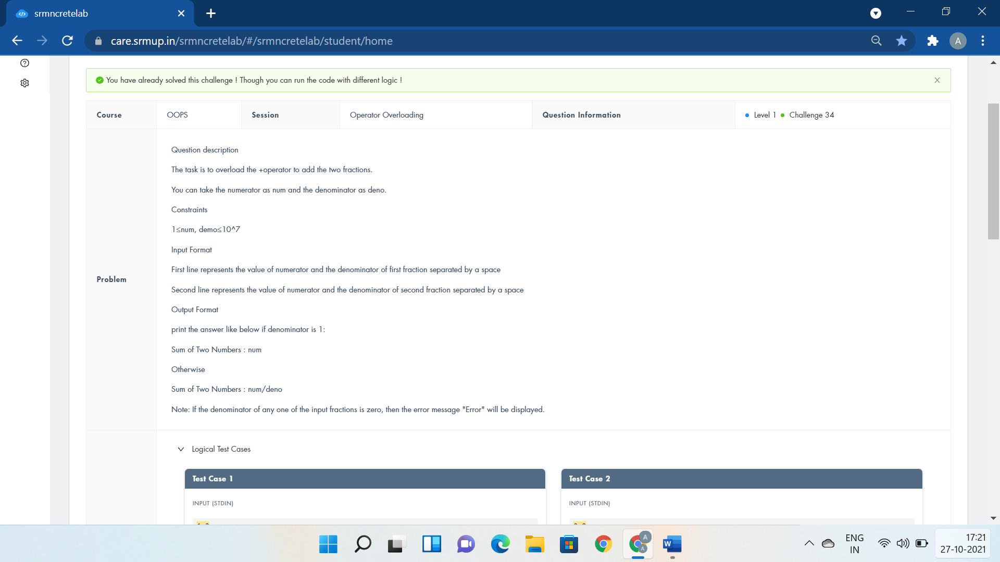 srmncretelab
care.srmup.in/srmncretelab/#/srmncretelab/student/home
A
You have already solved this challenge ! Though you can run the code with different logic !
Course OOPS Session Operator Overloading Question Information Level 1 Challenge 34
Question description
The task is to overload the +operator to add the two fractions.
You can take the numerator as num and the denominator as deno.
Constraints
1≤num, demo≤10^7
Input Format
First line represents the value of numerator and the denominator of first fraction separated by a space
Problem
Second line represents the value of numerator and the denominator of second fraction separated by a space
Output Format
print the answer like below if denominator is 1:
Sum of Two Numbers : num
Otherwise
Sum of Two Numbers : num/deno
Note: If the denominator of any one of the input fractions is zero, then the error message "Error" will be displayed.
Logical Test Cases
Test Case 1
INPUT (STDIN)
Test Case 2
INPUT (STDIN)
A
A
W
ENG
IN
17:21
27-10-2021